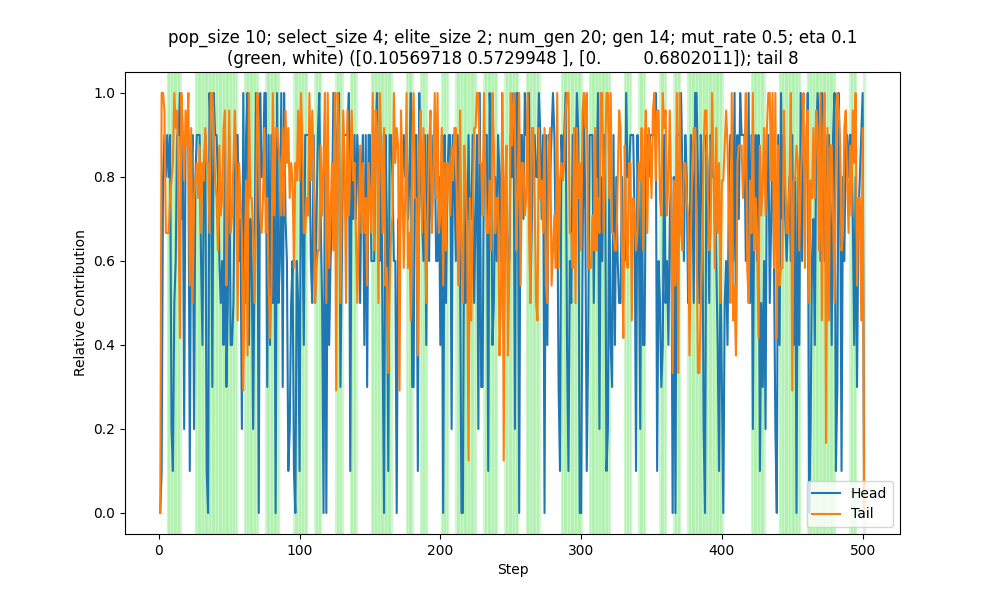 pop_size 10; select_size 4; elite_size 2; num_gen 20; gen 14; mut_rate 0.5; eta 0.1
(green, white) ([0.10569718 0.5729948 ], [0.         0.6802011]); tail 8
1.0
0.8
0.6
0.4
0.2
0.0
Relative Contribution
0
100
200
300
400
500
Step
Head
Tail